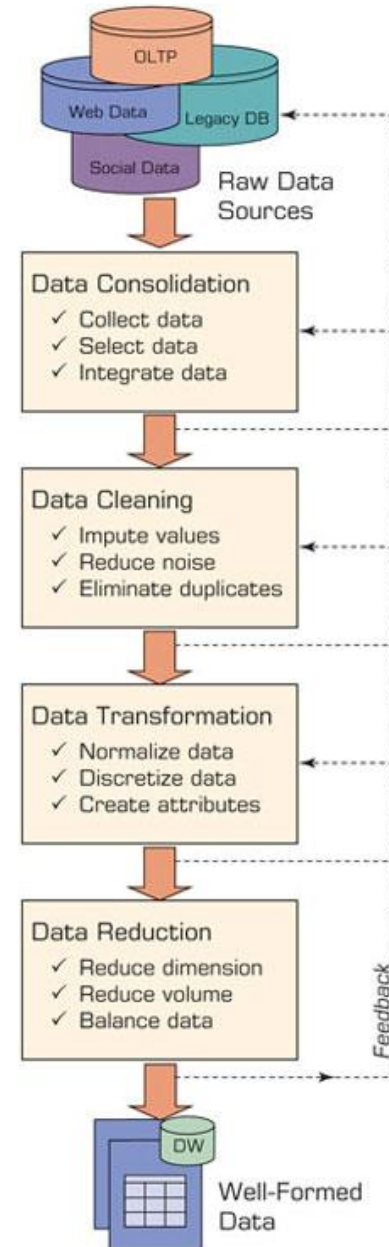 OLTP
Web Data
Legacy DB
Social Data
Raw Data
Sources
Data Consolidation
✓ Collect data
✓ Select data
✓ Integrate data
Data Cleaning
✓ Impute values
✓ Reduce noise
✓ Eliminate duplicates
Data Transformation
✓ Normalize data
✓ Discretize data
✓ Create attributes
Data Reduction
✓ Reduce dimension
✓ Reduce volume
✓ Balance data
Feedback
DW
Well-Formed
Data